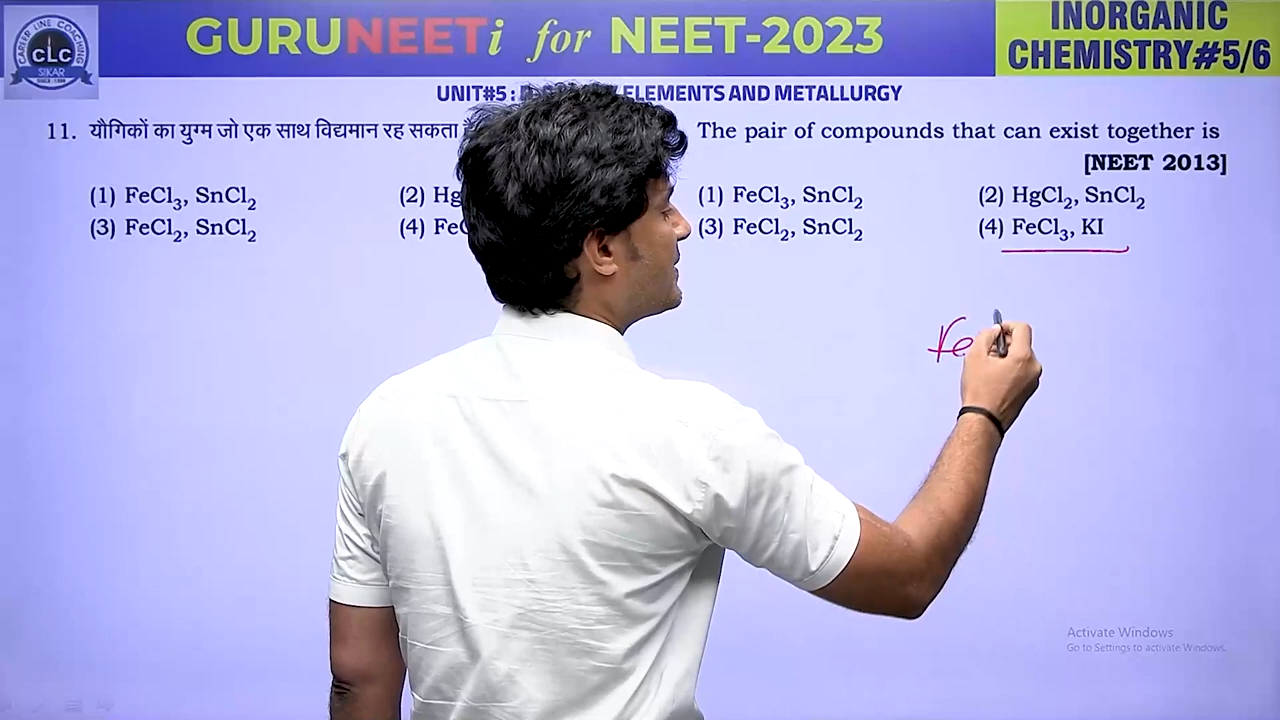 GURUNEETi for NEET-2023
INORGANIC
CHEMISTRY#5/6
CAREER LINE COACHING
CLC
SIKAR
UNIT#5 : ELEMENTS AND METALLURGY
11. यौगिकों का युग्म जो एक साथ विद्यमान रह सकता
(1) FeCl₃, SnCl₂ (2)
(3) FeCl₂, SnCl₂ (4)
The pair of compounds that can exist together is
[NEET 2013]
(1) FeCl₃, SnCl₂ (2) HgCl₂, SnCl₂
(3) FeCl₂, SnCl₂ (4) FeCl₃, KI
Fe
Activate Windows
Go to Settings to activate Windows.